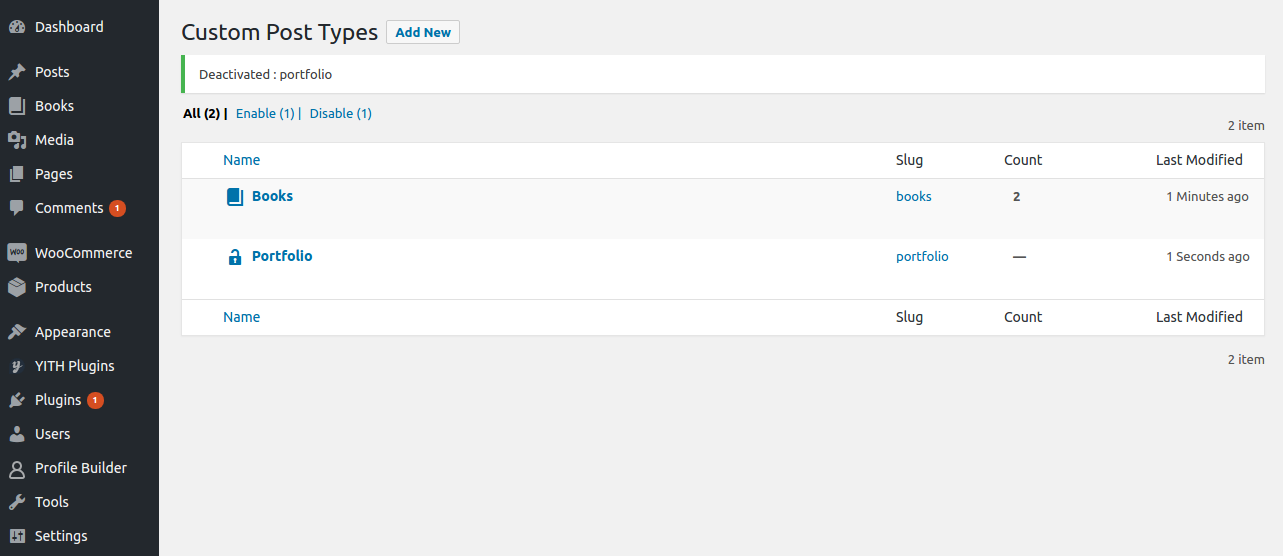 Dashboard
Posts
Books
Media
Pages
Comments 1
WooCommerce
Products
Appearance
YITH Plugins
Plugins 1
Users
Profile Builder
Tools
Settings
Custom Post Types Add New
Deactivated : portfolio
All (2) | Enable (1) | Disable (1)
2 item
Name Slug Count Last Modified
Books books 2 1 Minutes ago
Portfolio portfolio — 1 Seconds ago
Name Slug Count Last Modified
2 item